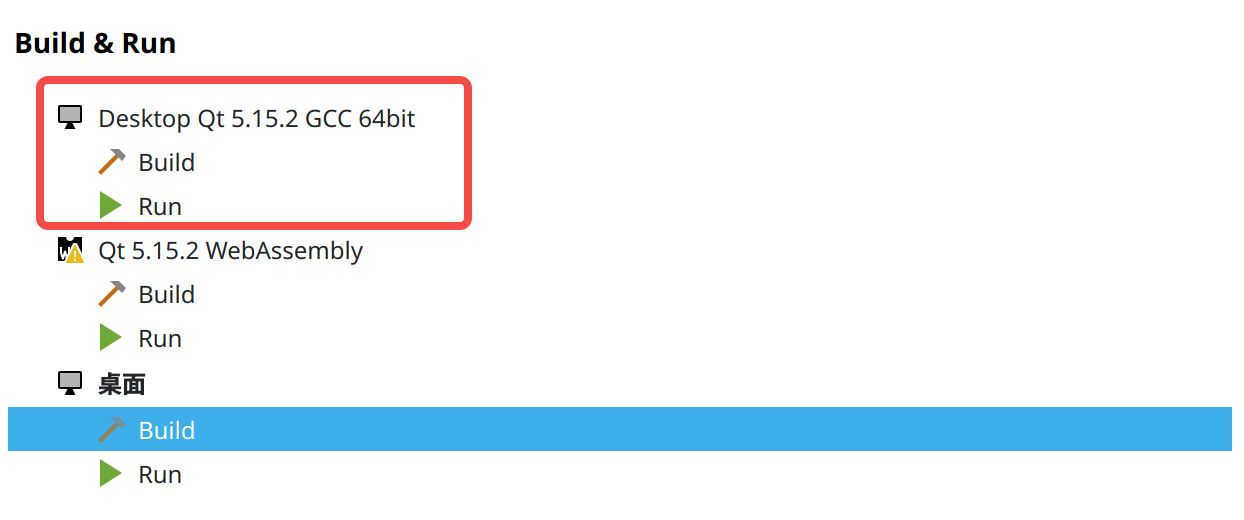 Build & Run
Desktop Qt 5.15.2 GCC 64bit
Build
Run
Qt 5.15.2 WebAssembly
Build
Run
桌面
Build
Run